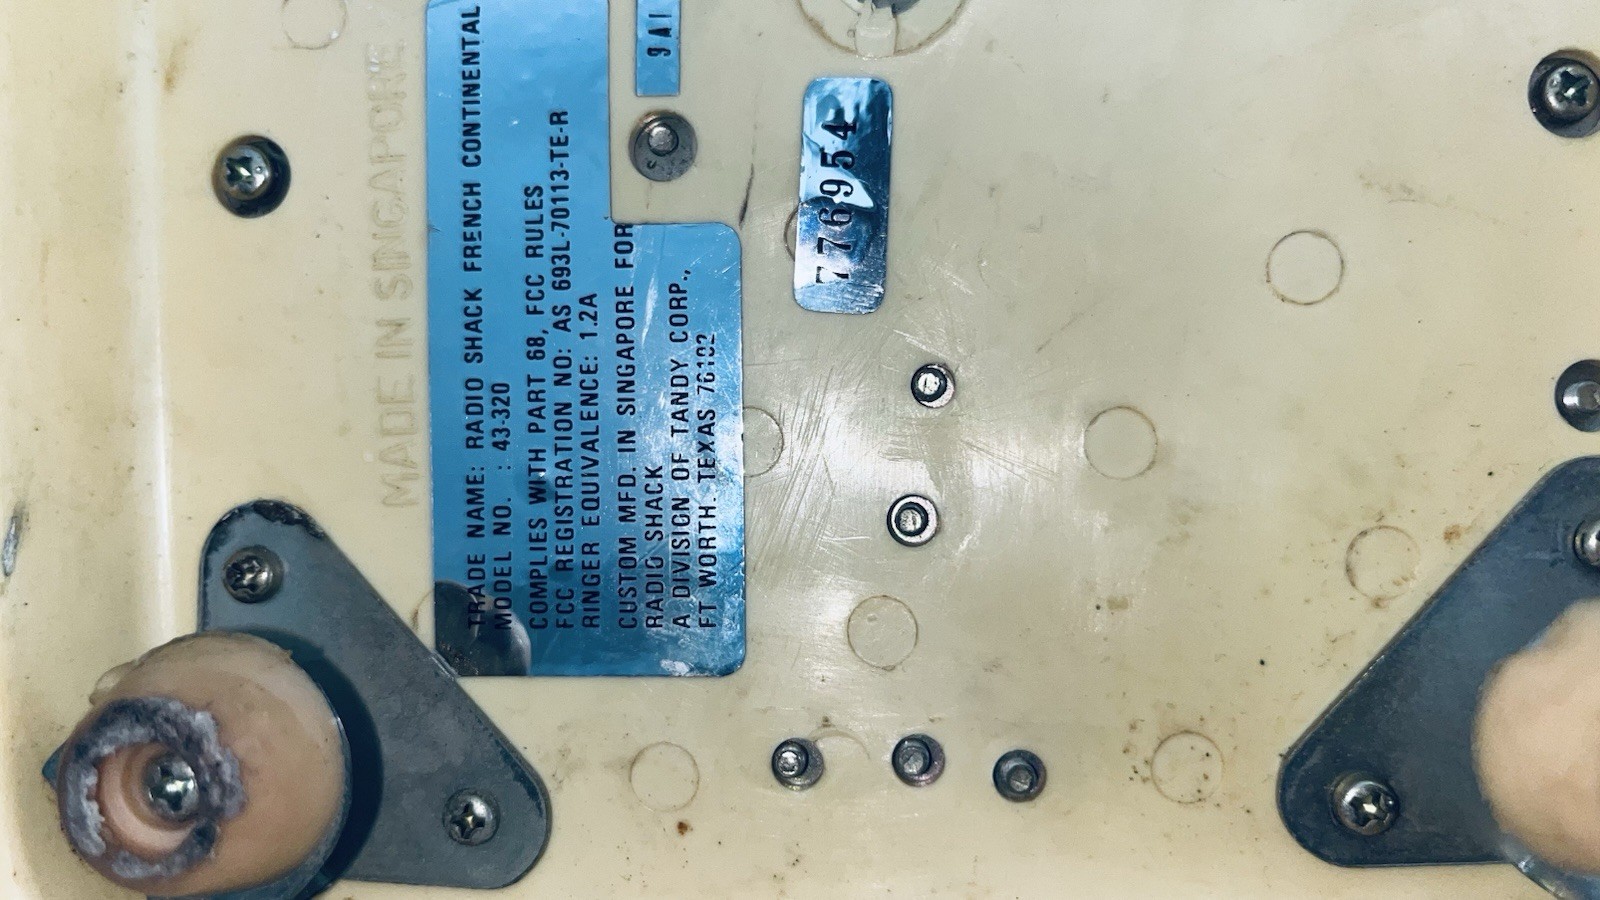 MADE IN SINGAPORE
TRADE NAME: RADIO SHACK FRENCH CONTINENTAL
MODEL NO. : 43-320
COMPLIES WITH PART 68, FCC RULES
FCC REGISTRATION NO: AS 693L-70113-TE-R
RINGER EQUIVALENCE: 1.2A
CUSTOM MFD. IN SINGAPORE FOR
RADIO SHACK
A DIVISION OF TANDY CORP.,
FT WORTH. TEXAS 76102
9A1
776954